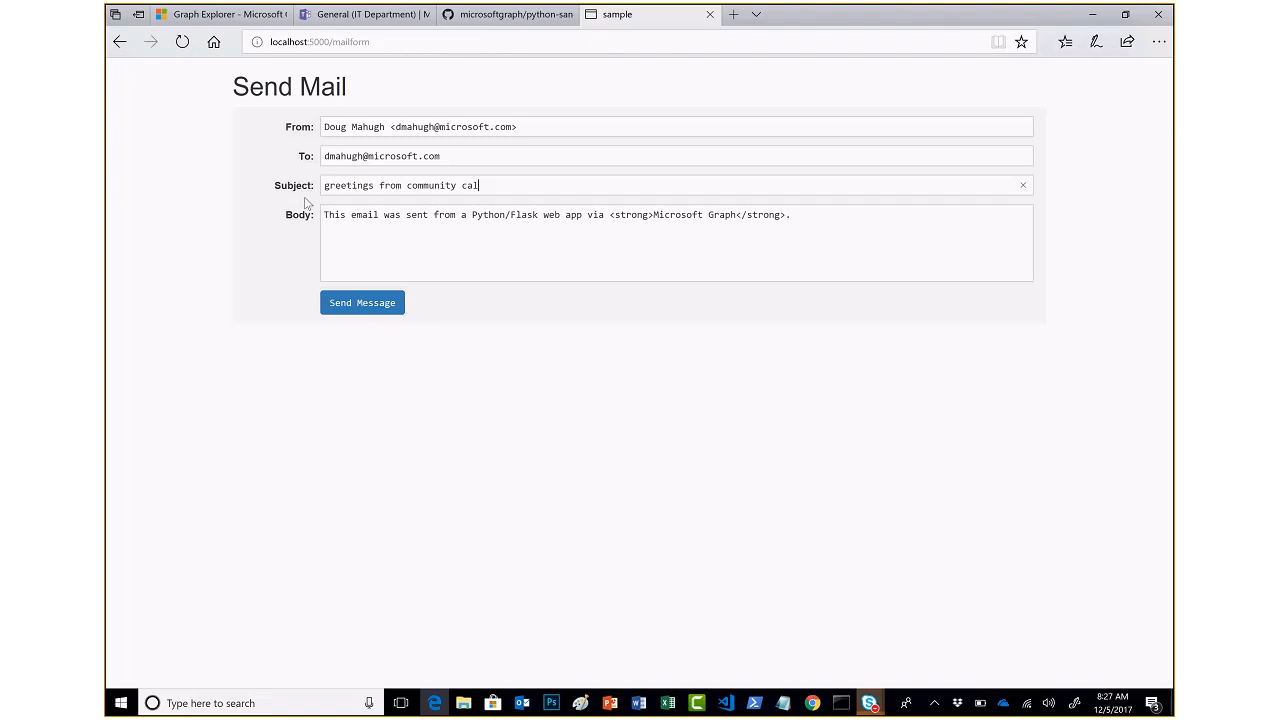 Graph Explorer - Microsoft
General (IT Department) | M
microsoftgraph/python-san
sample
localhost:5000/mailform
Send Mail
From: Doug Mahugh <dmahugh@microsoft.com>
To: dmahugh@microsoft.com
Subject: greetings from community cal
Body: This email was sent from a Python/Flask web app via <strong>Microsoft Graph</strong>.
Send Message
Type here to search
8:27 AM
12/5/2017